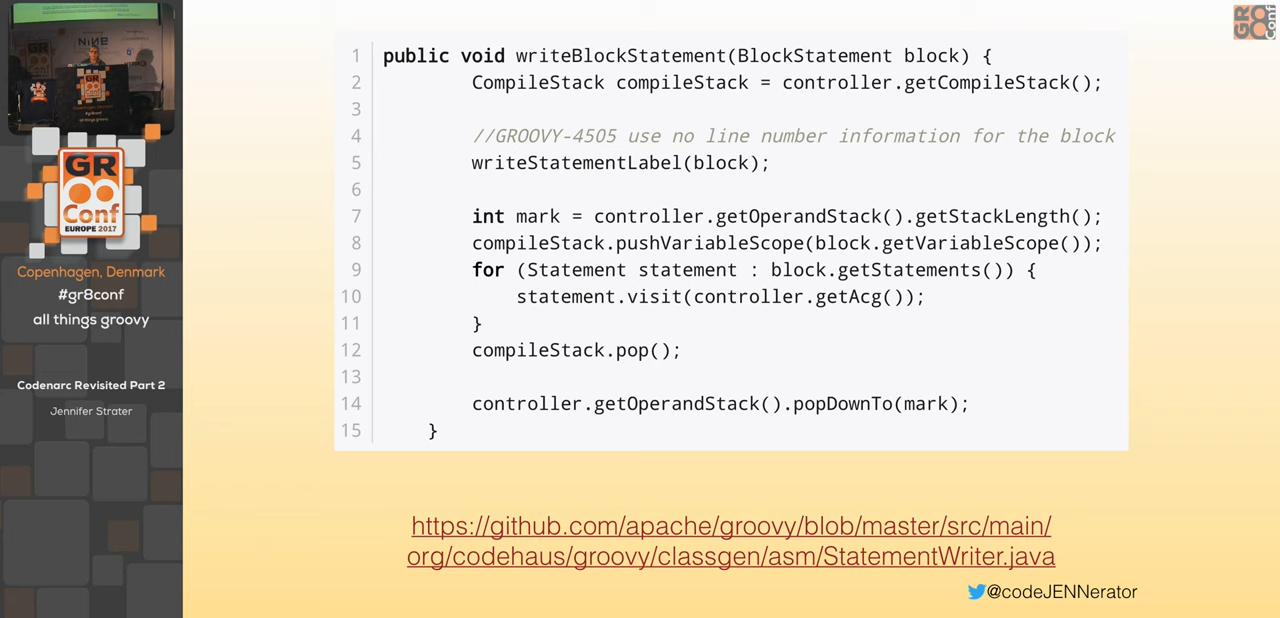 NINE
GR
Conf
EUROPE 2017
Copenhagen, Denmark
#gr8conf
all things groovy
Codenarc Revisited Part 2
Jennifer Strater
GR
Conf
1 public void writeBlockStatement(BlockStatement block) {
2 CompileStack compileStack = controller.getCompileStack();
3
4 //GROOVY-4505 use no line number information for the block
5 writeStatementLabel(block);
6
7 int mark = controller.getOperandStack().getStackLength();
8 compileStack.pushVariableScope(block.getVariableScope());
9 for (Statement statement : block.getStatements()) {
10 statement.visit(controller.getAcg());
11 }
12 compileStack.pop();
13
14 controller.getOperandStack().popDownTo(mark);
15 }
https://github.com/apache/groovy/blob/master/src/main/
org/codehaus/groovy/classgen/asm/StatementWriter.java
@codeJENNerator